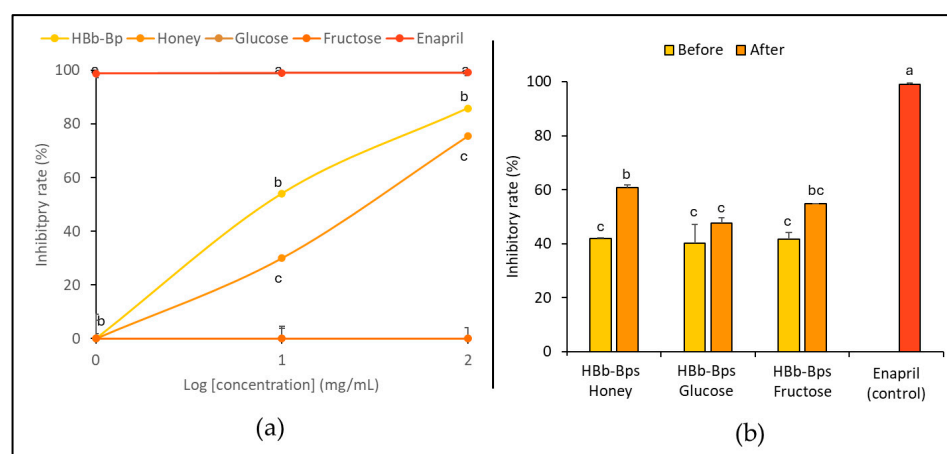 HBb-Bp Honey Glucose Fructose Enapril
100
80
60
40
20
0
Inhibitpry rate (%)
a
a
a
b
b
b
c
c
0 1 2
Log [concentration] (mg/mL)
(a)
Before After
120
100
80
60
40
20
0
Inhibitory rate (%)
c b
c c
c bc
a
HBb-Bps HBb-Bps HBb-Bps Enapril
Honey Glucose Fructose (control)
(b)